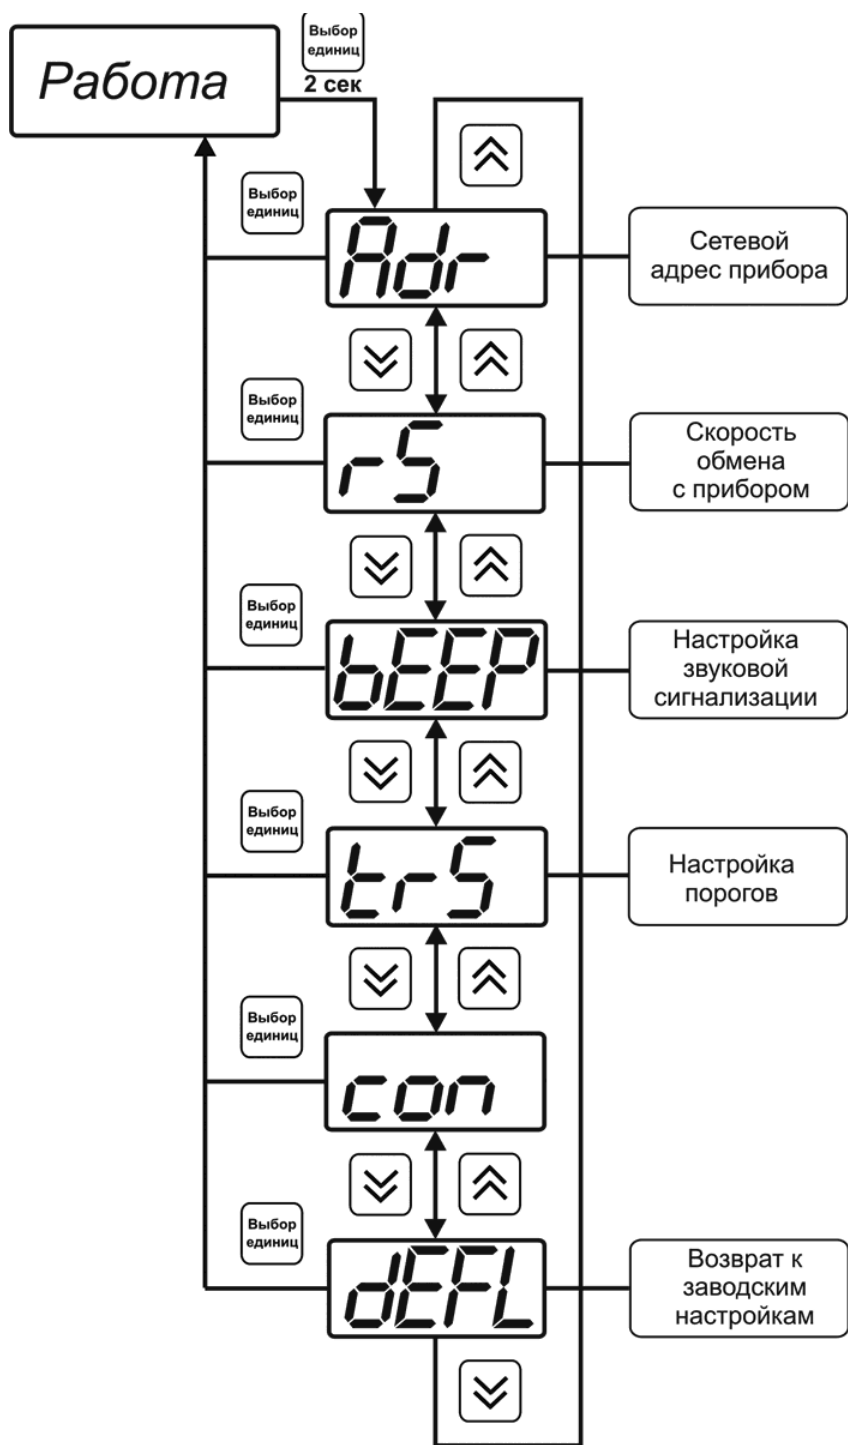 Выбор
единиц
2 сек
Работа
Выбор
единиц
Adr
Сетевой
адрес прибора
Выбор
единиц
rS
Скорость
обмена
с прибором
Выбор
единиц
bEEP
Настройка
звуковой
сигнализации
Выбор
единиц
trS
Настройка
порогов
Выбор
единиц
con
Выбор
единиц
dEFL
Возврат к
заводским
настройкам